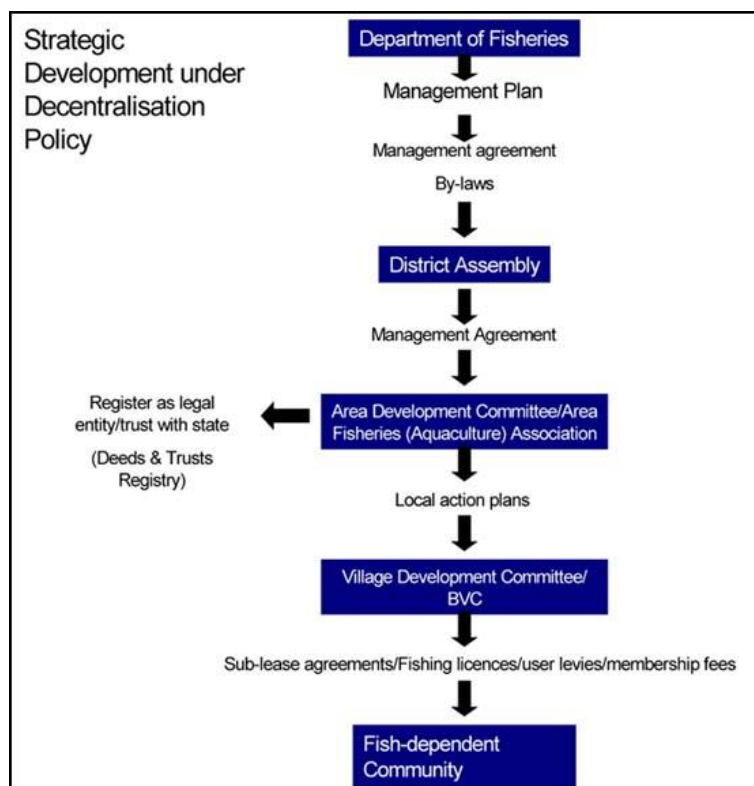 Strategic
Development under
Decentralisation
Policy
Department of Fisheries
Management Plan
Management agreement
By-laws
District Assembly
Management Agreement
Register as legal
entity/trust with state
(Deeds & Trusts
Registry)
Area Development Committee/Area
Fisheries (Aquaculture) Association
Local action plans
Village Development Committee/
BVC
Sub-lease agreements/Fishing licences/user levies/membership fees
Fish-dependent
Community